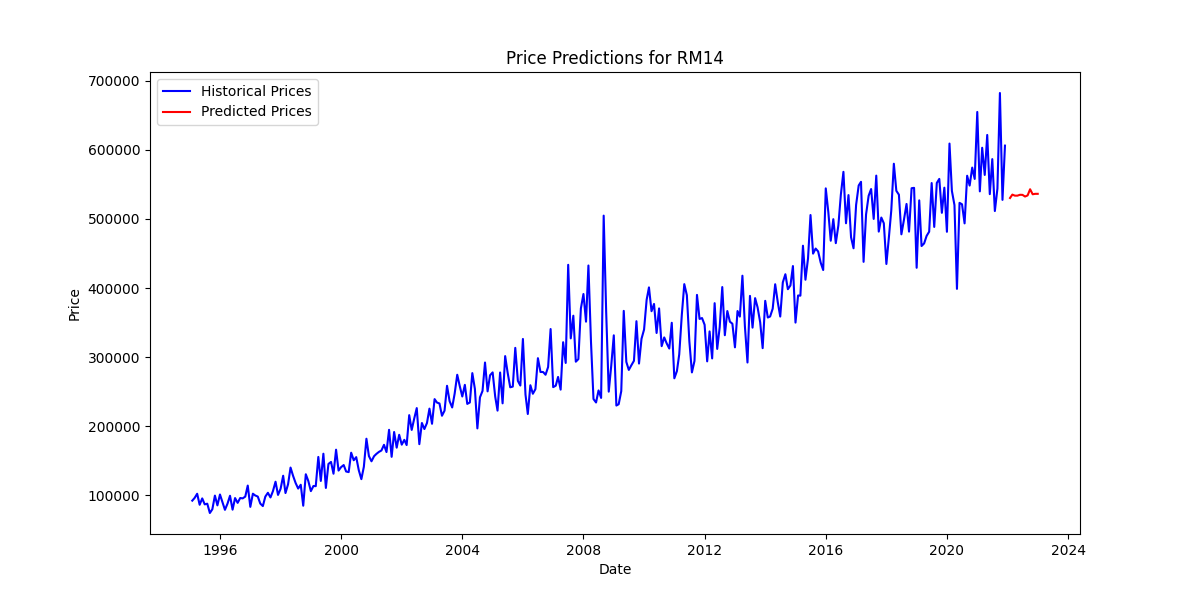 Price Predictions for RM14
700000
600000
500000
400000
300000
200000
100000
Price
Historical Prices
Predicted Prices
1996 2000 2004 2008 2012 2016 2020 2024
Date